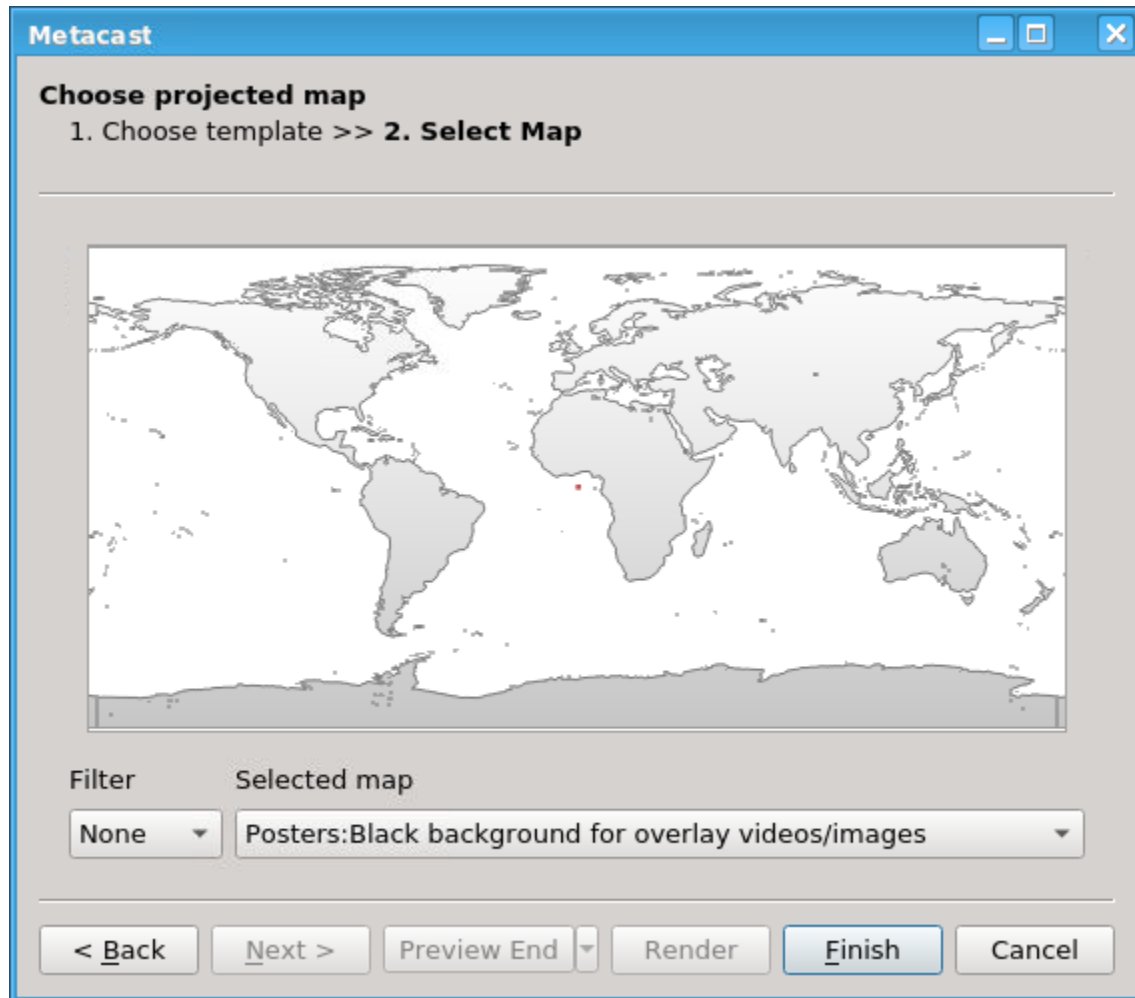 Metacast
Choose projected map
1. Choose template >> 2. Select Map
Filter
Selected map
None
Posters:Black background for overlay videos/images
< Back
Next >
Preview End
Render
Finish
Cancel